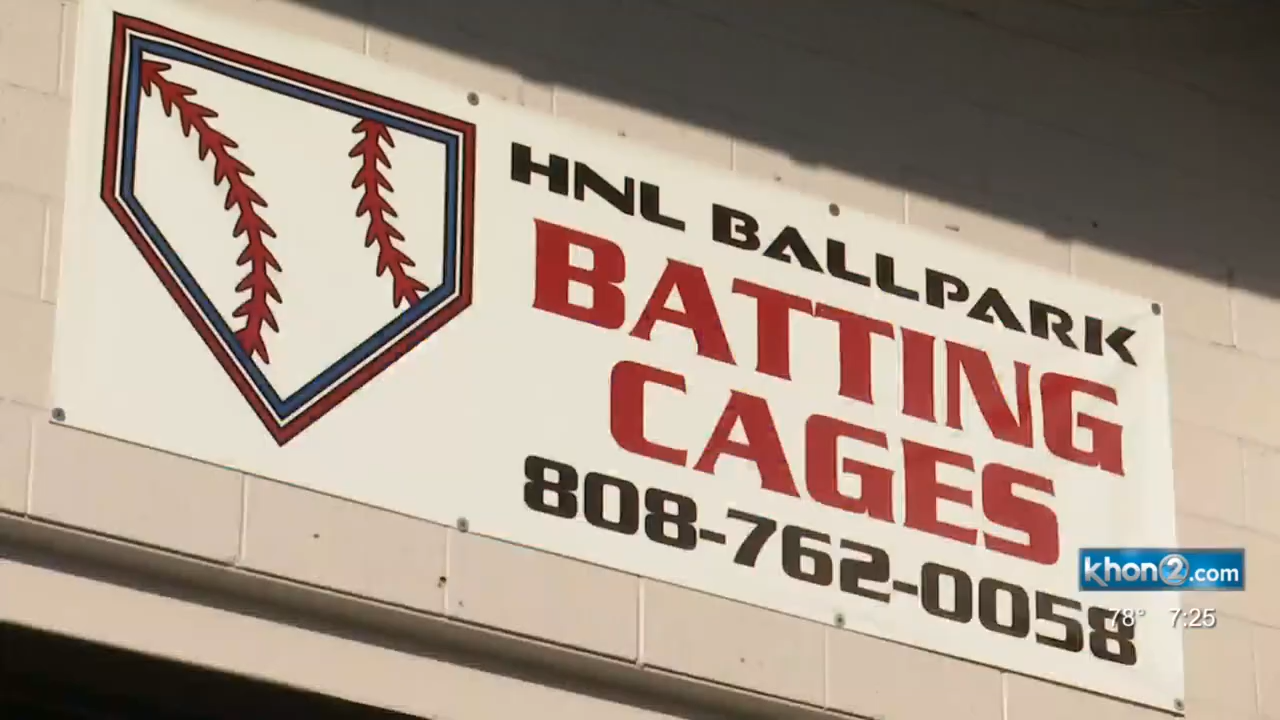 HNL BALLPARK
BATTING
CAGES
808-762-0058
khon2.com
78° 7:25